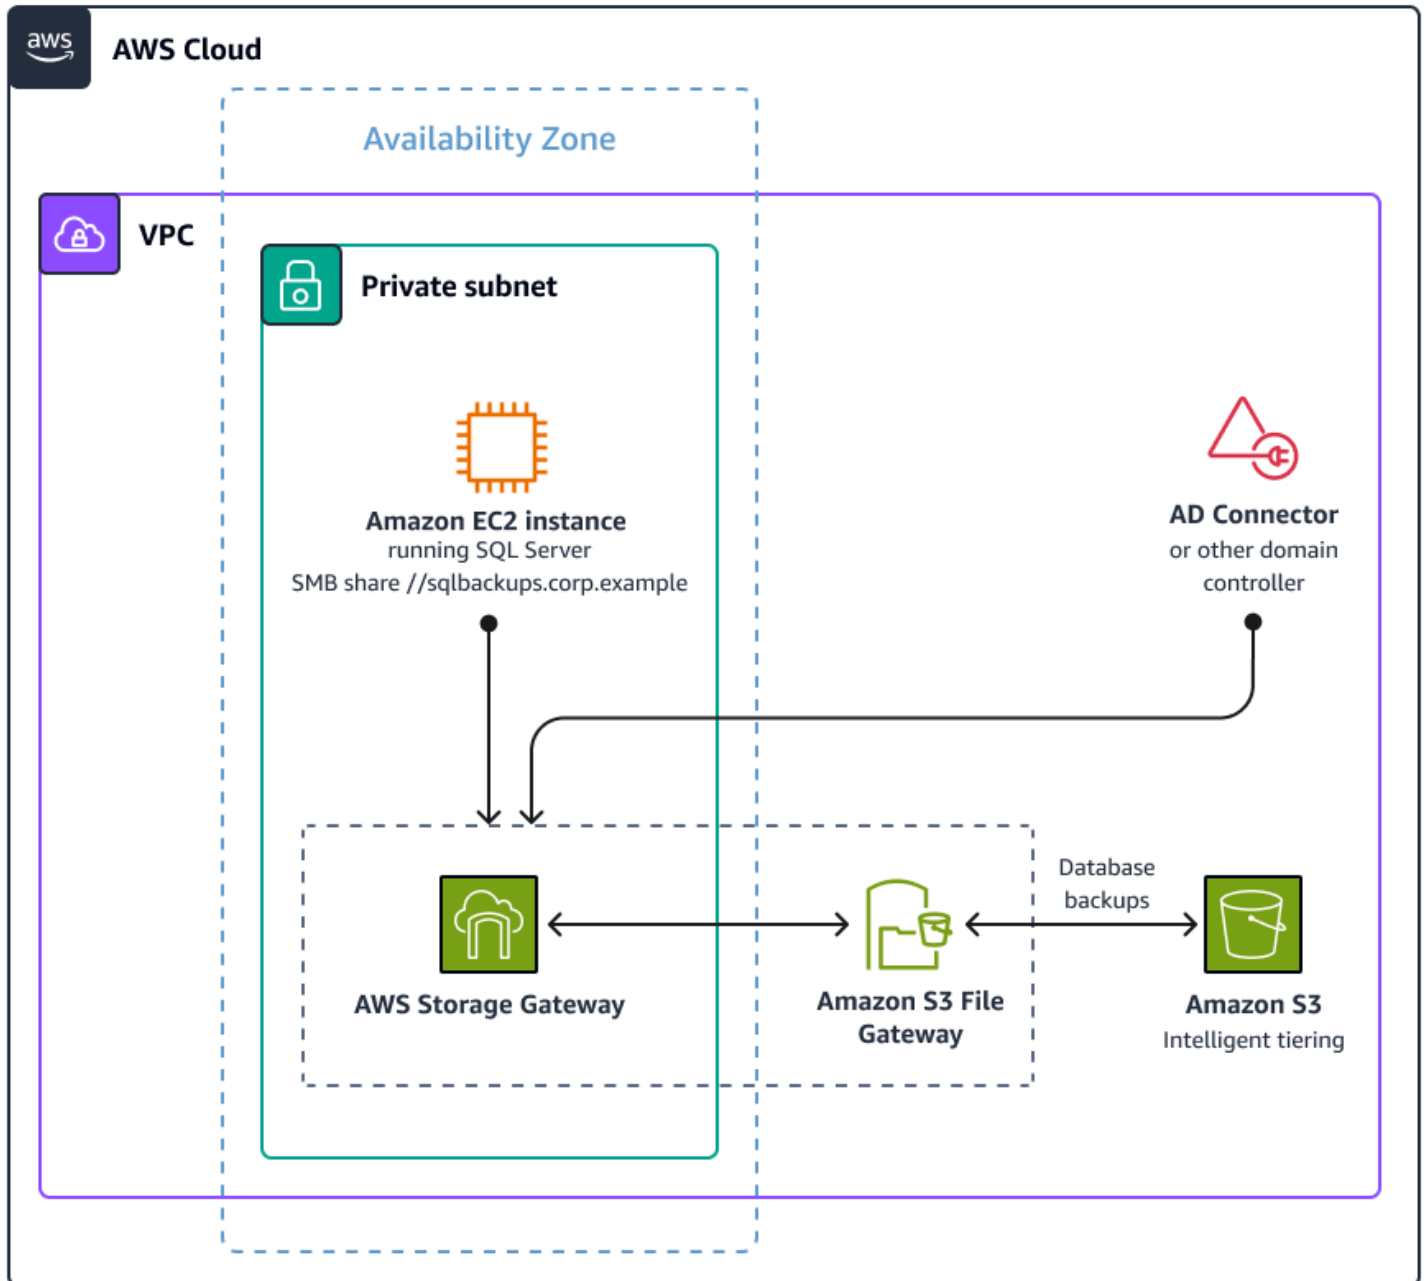 aws
AWS Cloud
Availability Zone
VPC
Private subnet
Amazon EC2 instance
running SQL Server
SMB share //sqlbackups.corp.example
AD Connector
or other domain
controller
Database
backups
AWS Storage Gateway
Amazon S3 File
Gateway
Amazon S3
Intelligent tiering